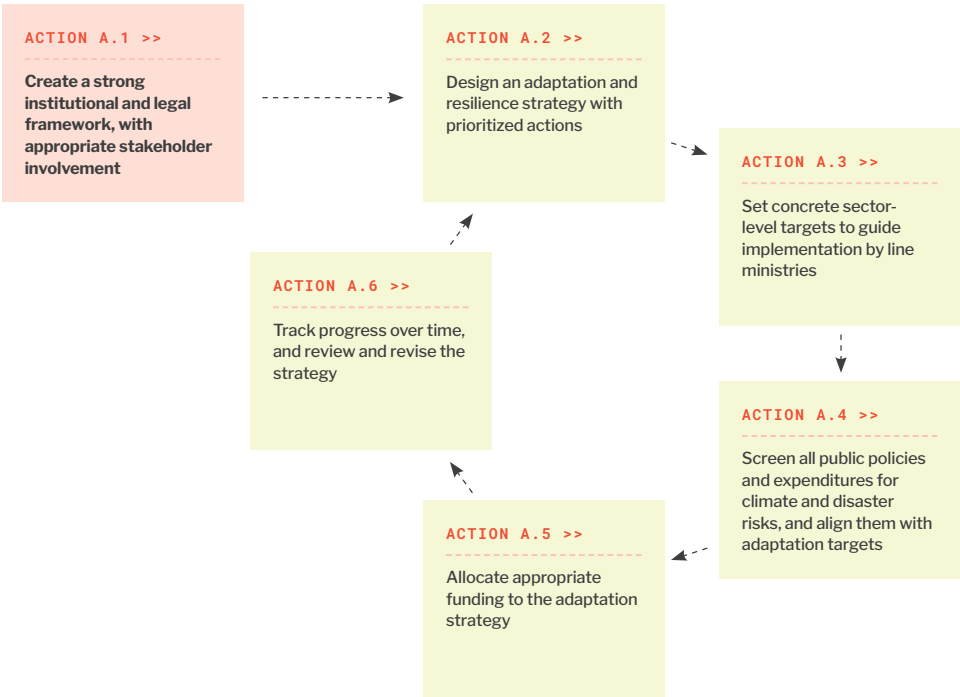 ACTION A.1 >>
Create a strong
institutional and legal
framework, with
appropriate stakeholder
involvement
ACTION A.2 >>
Design an adaptation and
resilience strategy with
prioritized actions
ACTION A.3 >>
Set concrete sector-
level targets to guide
implementation by line
ministries
ACTION A.4 >>
Screen all public policies
and expenditures for
climate and disaster
risks, and align them with
adaptation targets
ACTION A.5 >>
Allocate appropriate
funding to the adaptation
strategy
ACTION A.6 >>
Track progress over time,
and review and revise the
strategy